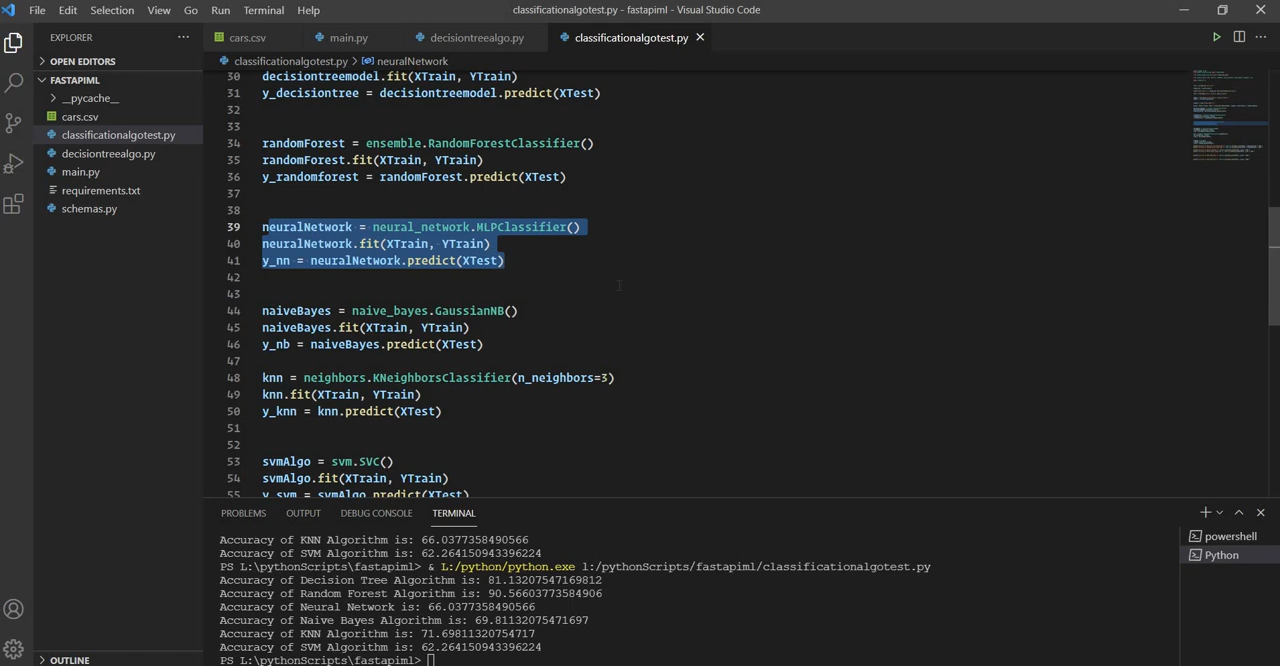 File Edit Selection View Go Run Terminal Help classificationalgotest.py - fastapiml - Visual Studio Code
EXPLORER ... cars.csv main.py decisiontreealgo.py classificationalgotest.py
OPEN EDITORS
classificationalgotest.py > neuralNetwork
FASTAPIML
__pycache__
cars.csv
classificationalgotest.py
decisiontreealgo.py
main.py
requirements.txt
schemas.py
30 decisiontreemodel.fit(XTrain, YTrain)
31 y_decisiontree = decisiontreemodel.predict(XTest)
32
33
34 randomForest = ensemble.RandomForestClassifier()
35 randomForest.fit(XTrain, YTrain)
36 y_randomforest = randomForest.predict(XTest)
37
38
39 neuralNetwork = neural_network.MLPClassifier()
40 neuralNetwork.fit(XTrain, YTrain)
41 y_nn = neuralNetwork.predict(XTest)
42
43
44 naiveBayes = naive_bayes.GaussianNB()
45 naiveBayes.fit(XTrain, YTrain)
46 y_nb = naiveBayes.predict(XTest)
47
48 knn = neighbors.KNeighborsClassifier(n_neighbors=3)
49 knn.fit(XTrain, YTrain)
50 y_knn = knn.predict(XTest)
51
52
53 svmAlgo = svm.SVC()
54 svmAlgo.fit(XTrain, YTrain)
55 y_svm = svmAlgo.predict(XTest)
PROBLEMS OUTPUT DEBUG CONSOLE TERMINAL
powershell
Python
Accuracy of KNN Algorithm is: 66.0377358490566
Accuracy of SVM Algorithm is: 62.264150943396224
PS L:\pythonScripts\fastapiml> & L:/python/python.exe l:/pythonScripts/fastapiml/classificationalgotest.py
Accuracy of Decision Tree Algorithm is: 81.13207547169812
Accuracy of Random Forest Algorithm is: 90.56603773584906
Accuracy of Neural Network is: 66.0377358490566
Accuracy of Naive Bayes Algorithm is: 69.81132075471697
Accuracy of KNN Algorithm is: 71.69811320754717
Accuracy of SVM Algorithm is: 62.264150943396224
PS L:\pythonScripts\fastapiml>
OUTLINE